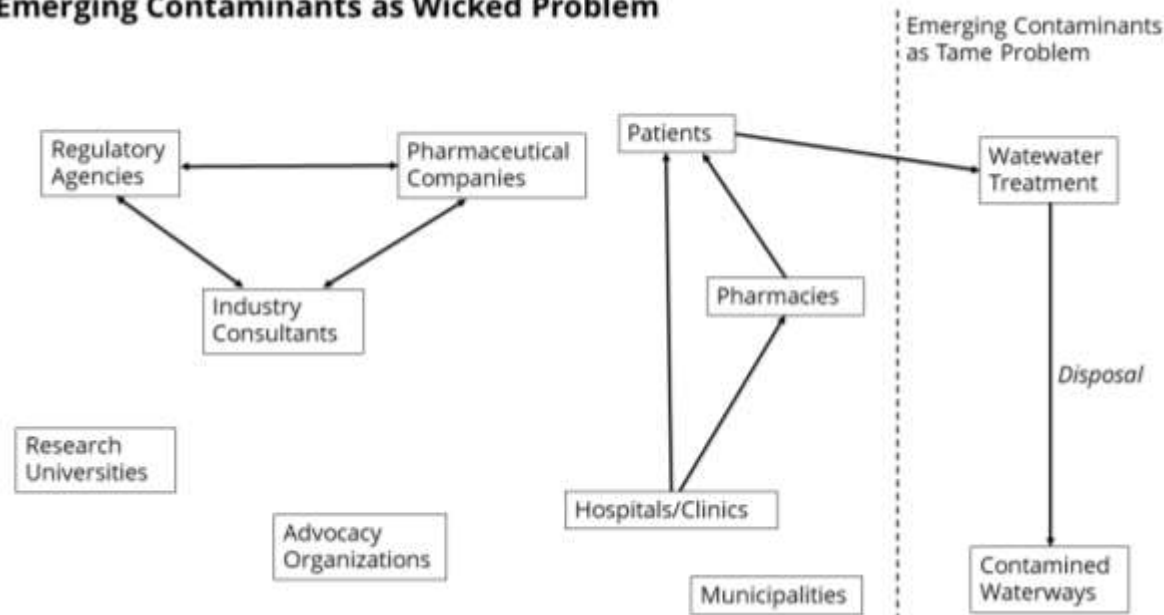 Emerging Contaminants as Wicked Problem
Emerging Contaminants
as Tame Problem
Regulatory
Agencies
Pharmaceutical
Companies
Patients
Watewater
Treatment
Industry
Consultants
Pharmacies
Disposal
Research
Universities
Hospitals/Clinics
Advocacy
Organizations
Municipalities
Contamined
Waterways